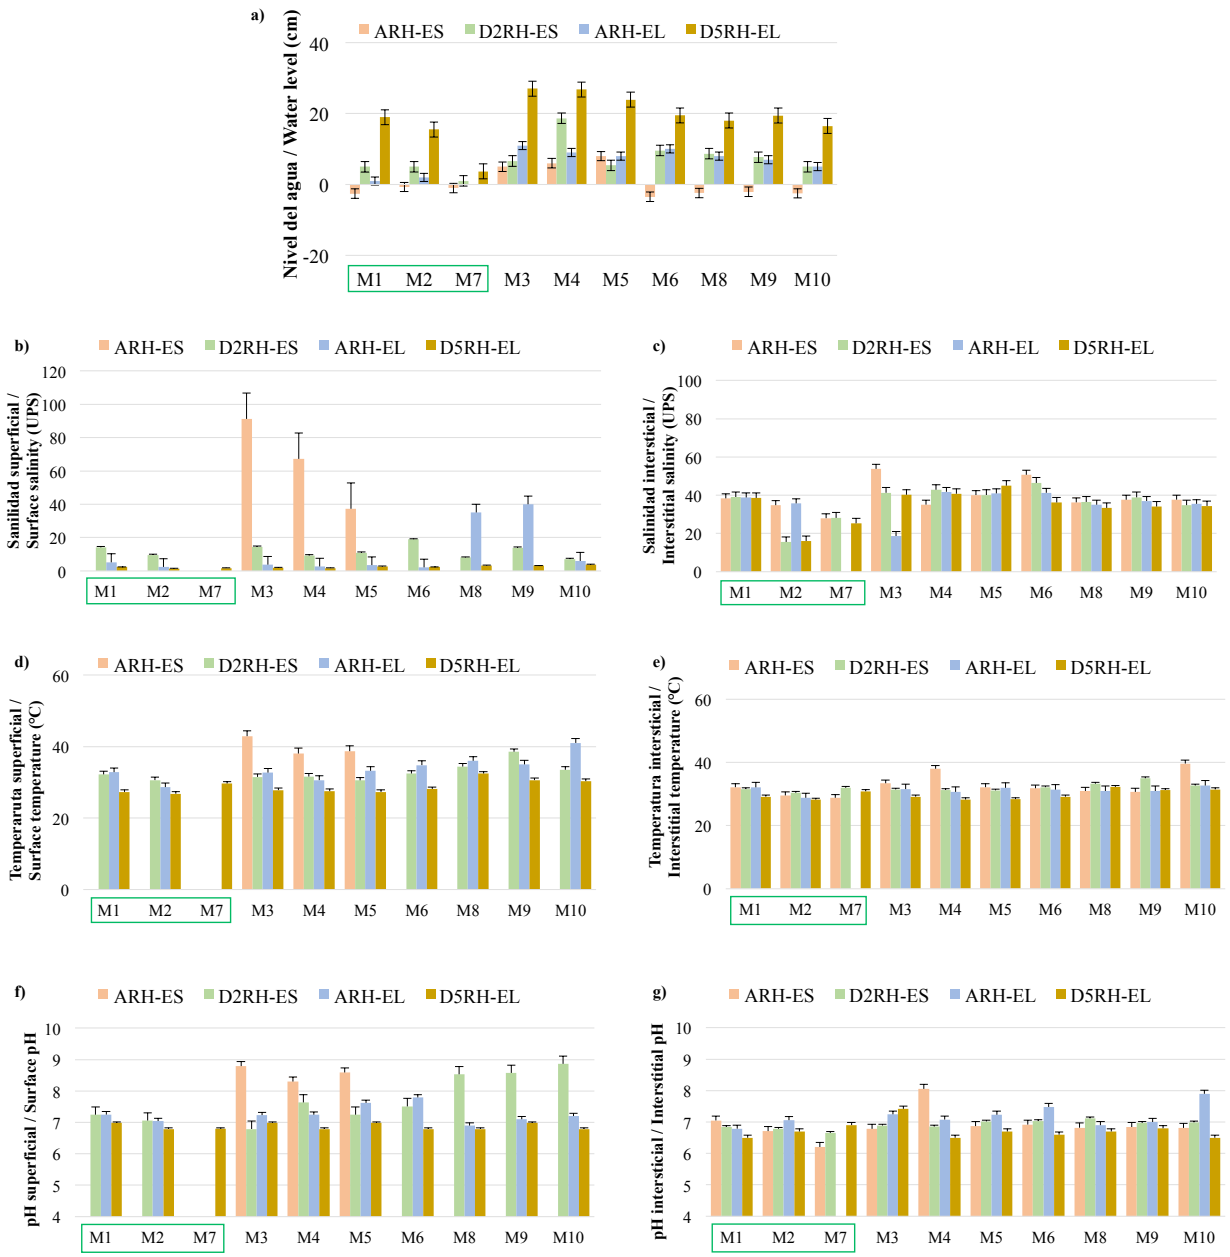 a)
ARH-ES D2RH-ES ARH-EL D5RH-EL
Nivel del agua / Water level (cm)
40
20
0
-20
M1 M2 M7 M3 M4 M5 M6 M8 M9 M10
b)
ARH-ES D2RH-ES ARH-EL D5RH-EL
Sanilidad superficial /
Surface salinity (UPS)
120
100
80
60
40
20
0
M1 M2 M7 M3 M4 M5 M6 M8 M9 M10
c)
ARH-ES D2RH-ES ARH-EL D5RH-EL
Salinidad intersticial /
Interstitial salinity (UPS)
100
80
60
40
20
0
M1 M2 M7 M3 M4 M5 M6 M8 M9 M10
d)
ARH-ES D2RH-ES ARH-EL D5RH-EL
Temperaruta superficial /
Surface temperature (°C)
60
40
20
0
M1 M2 M7 M3 M4 M5 M6 M8 M9 M10
e)
ARH-ES D2RH-ES ARH-EL D5RH-EL
Temperatura intersticial /
Interstitial temperature (°C)
60
40
20
0
M1 M2 M7 M3 M4 M5 M6 M8 M9 M10
f)
ARH-ES D2RH-ES ARH-EL D5RH-EL
pH superficial / Surface pH
10
9
8
7
6
5
4
M1 M2 M7 M3 M4 M5 M6 M8 M9 M10
g)
ARH-ES D2RH-ES ARH-EL D5RH-EL
pH intersticial / Interstitial pH
10
9
8
7
6
5
4
M1 M2 M7 M3 M4 M5 M6 M8 M9 M10